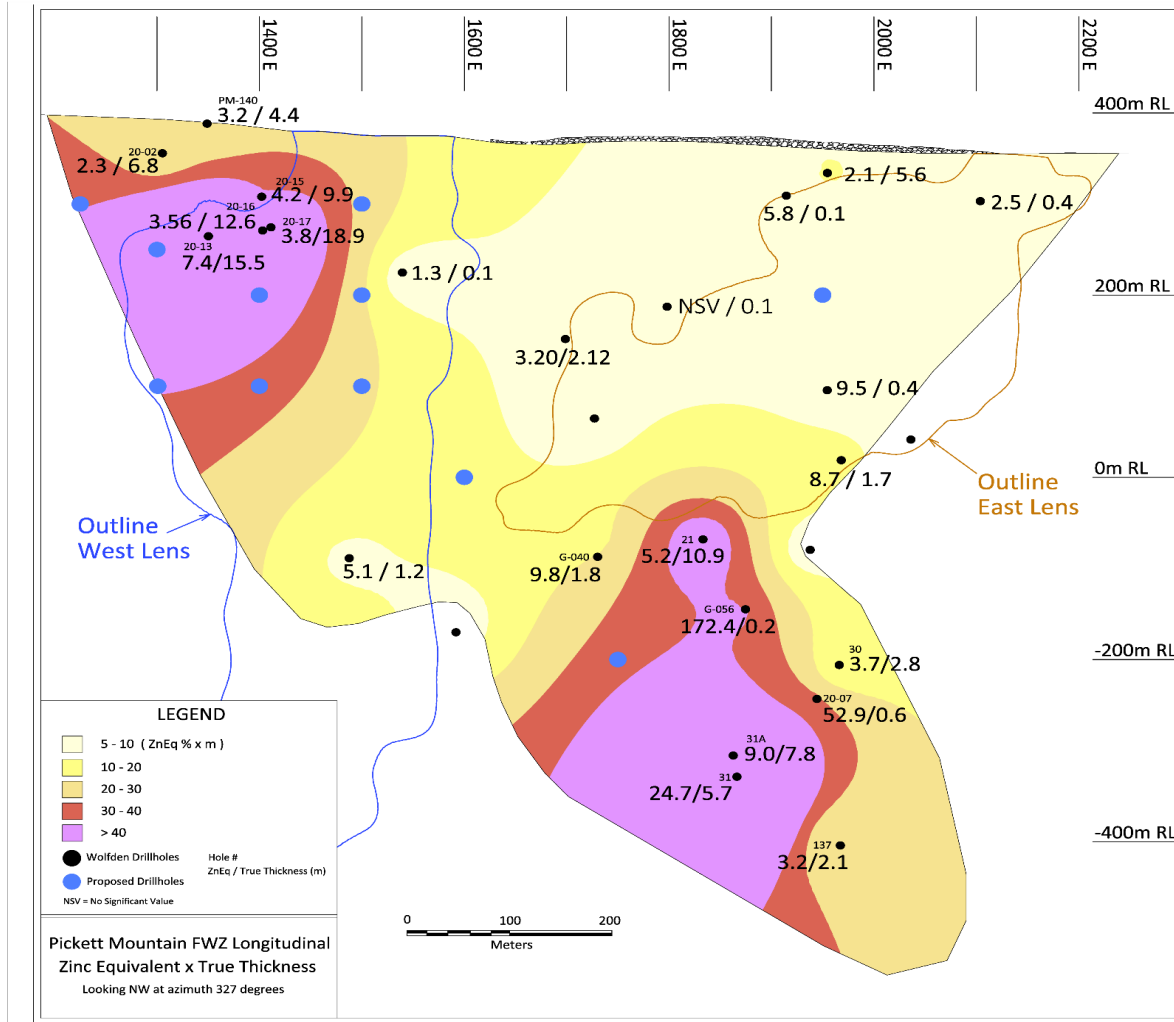 1400 E
1600 E
1800 E
2000 E
2200 E
400m RL
PM-140
3.2 / 4.4
20-02
2.3 / 6.8
20-15
4.2 / 9.9
20-16
3.56 / 12.6
20-17
3.8/18.9
20-13
7.4/15.5
2.1 / 5.6
5.8 / 0.1
2.5 / 0.4
1.3 / 0.1
200m RL
NSV / 0.1
3.20/2.12
9.5 / 0.4
8.7 / 1.7
0m RL
Outline
East Lens
Outline
West Lens
5.1 / 1.2
G-040
9.8/1.8
21
5.2/10.9
G-056
172.4/0.2
30
3.7/2.8
-200m RL
20-07
52.9/0.6
31A
9.0/7.8
31
24.7/5.7
-400m RL
137
3.2/2.1
LEGEND
5 - 10 ( ZnEq % x m )
10 - 20
20 - 30
30 - 40
> 40
Wolfden Drillholes
Hole #
ZnEq / True Thickness (m)
Proposed Drillholes
NSV = No Significant Value
0 100 200
Meters
Pickett Mountain FWZ Longitudinal
Zinc Equivalent x True Thickness
Looking NW at azimuth 327 degrees